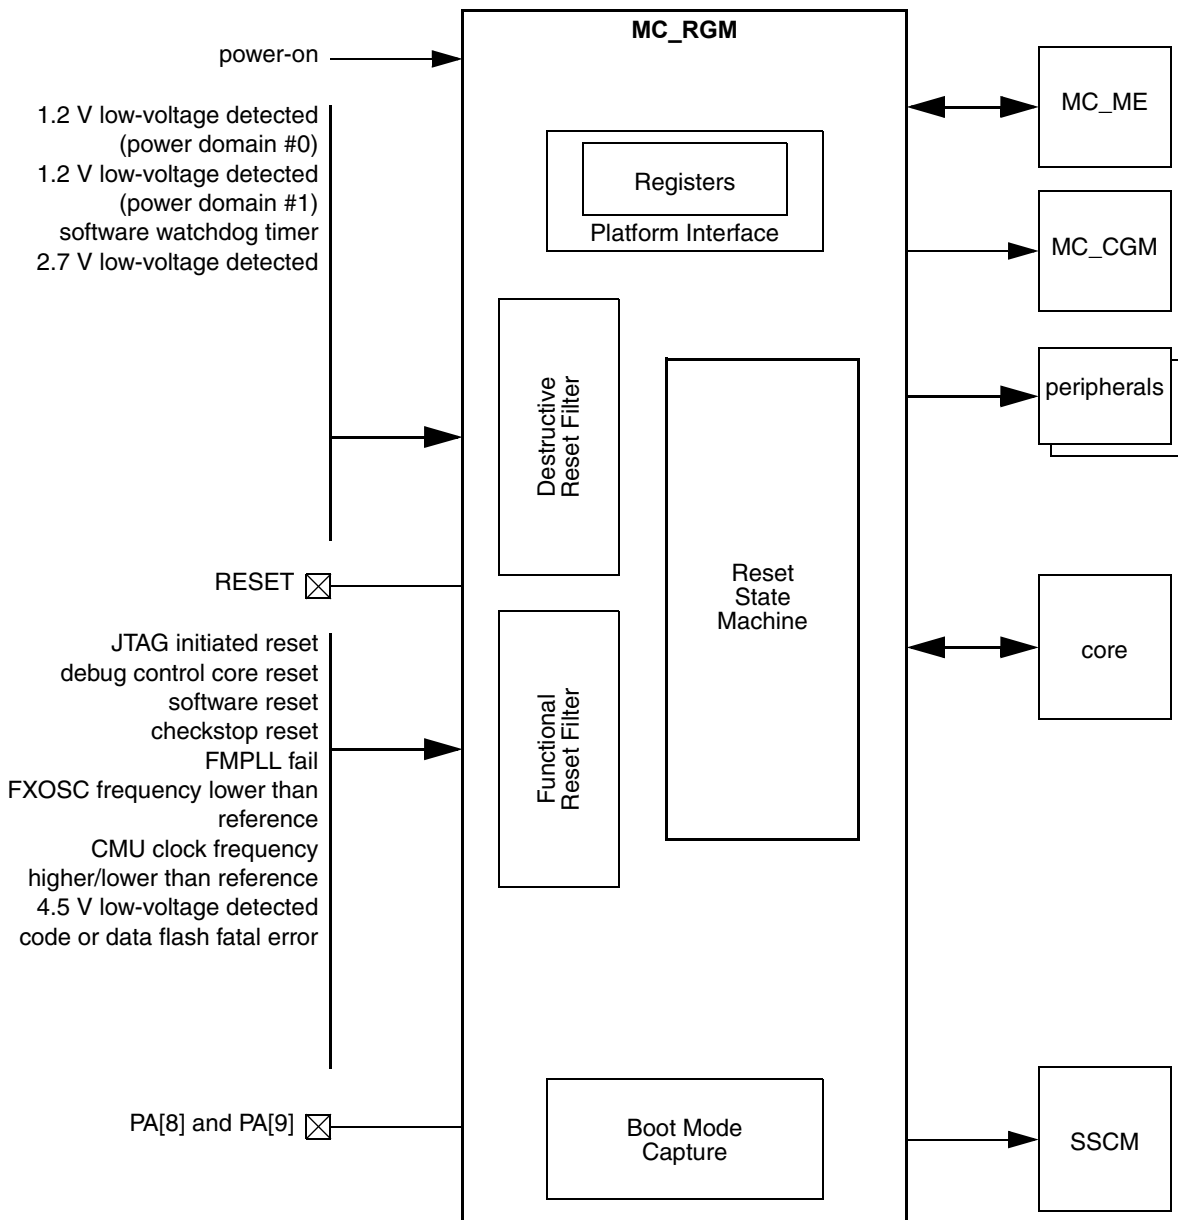 MC_RGM
power-on
1.2 V low-voltage detected
(power domain #0)
1.2 V low-voltage detected
(power domain #1)
software watchdog timer
2.7 V low-voltage detected
RESET
JTAG initiated reset
debug control core reset
software reset
checkstop reset
FMPLL fail
FXOSC frequency lower than
reference
CMU clock frequency
higher/lower than reference
4.5 V low-voltage detected
code or data flash fatal error
PA[8] and PA[9]
Registers
Platform Interface
Destructive
Reset Filter
Functional
Reset Filter
Reset
State
Machine
Boot Mode
Capture
MC_ME
MC_CGM
peripherals
core
SSCM